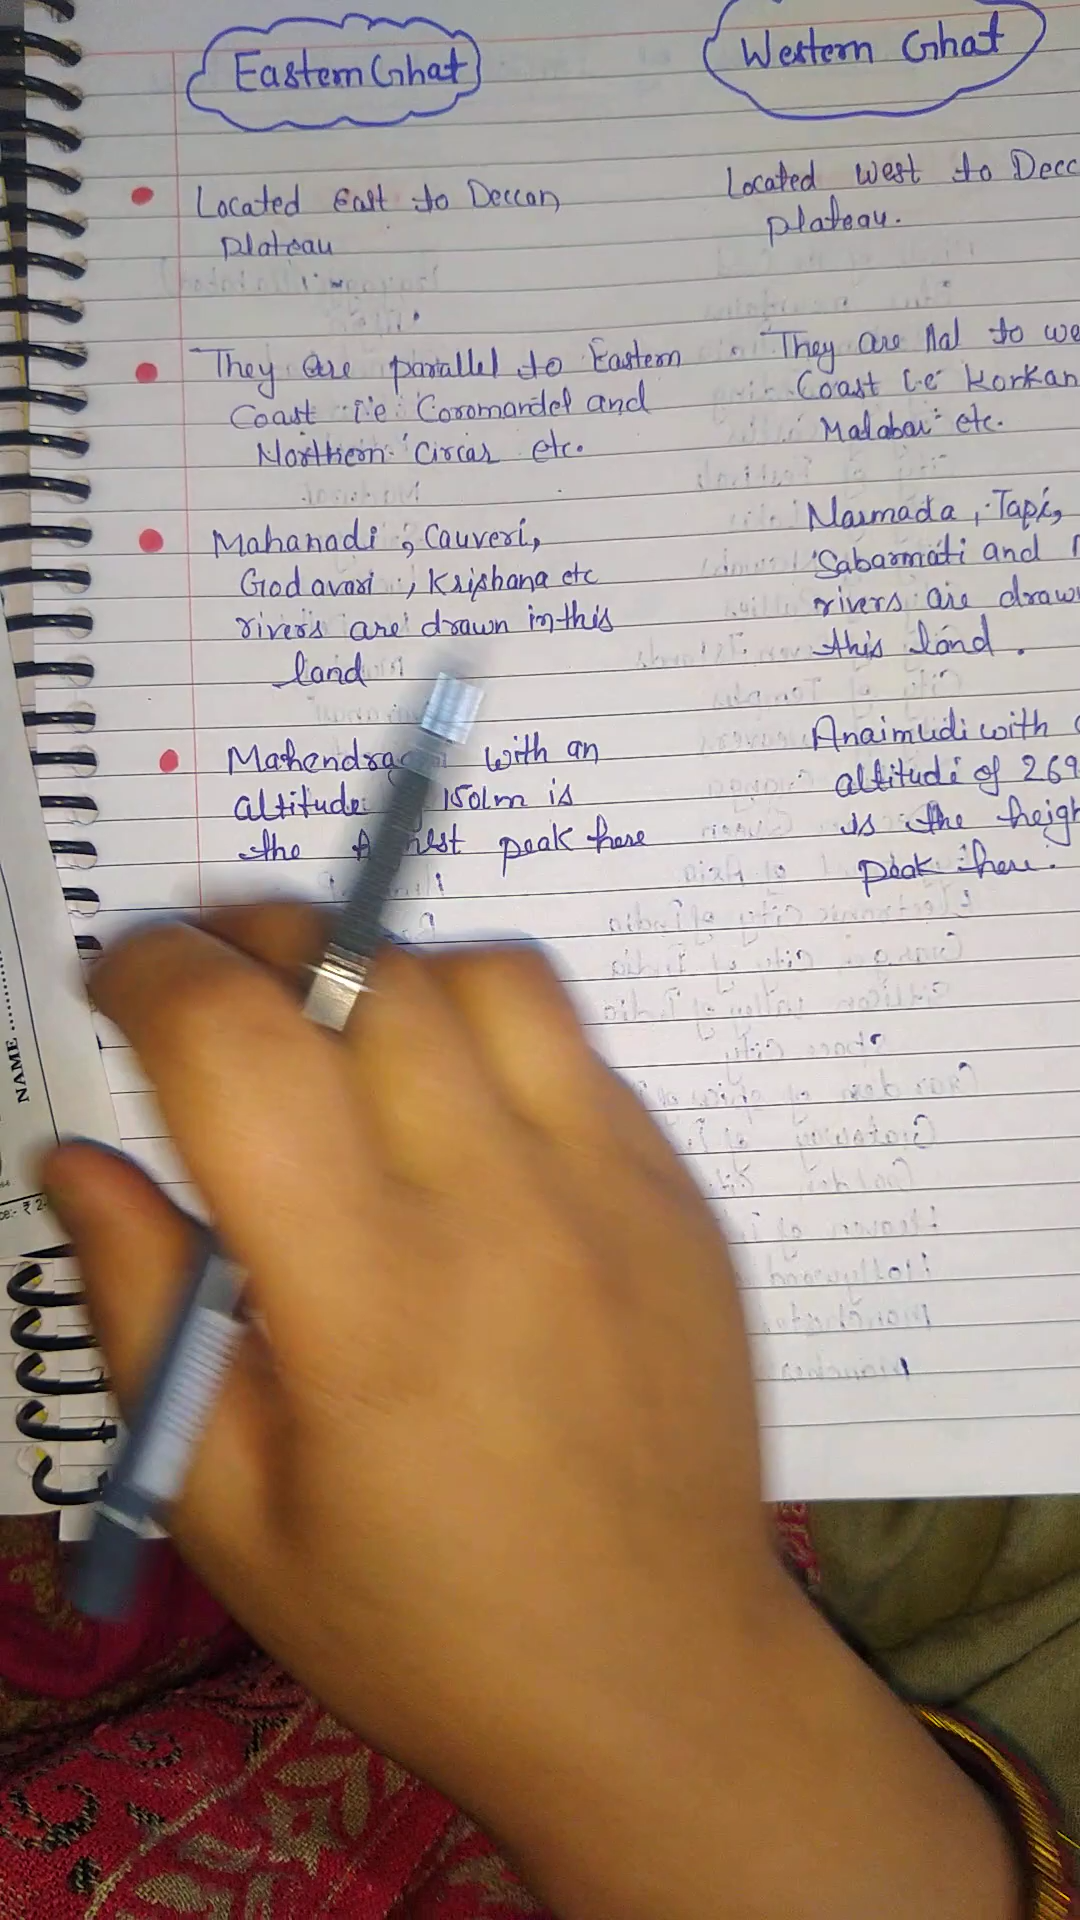 Eastern Ghat
Western Ghat
Located East to Deccan
plateau
Located west to Decc
plateau.
They are parallel to Eastern
Coast i.e Coromandel and
Northern Circas etc.
They are llal to we
Coast i.e Konkan
Malabar etc.
Mahanadi, Cauveri,
Godavari, Krishana etc
rivers are drawn in this
land
Narmada, Tapi,
Sabarmati and
rivers are draw
this land.
with an
altitude 1501m is
the peak here
Anaimudi with
altitude of 269
is the heigh
peak here.
NAME